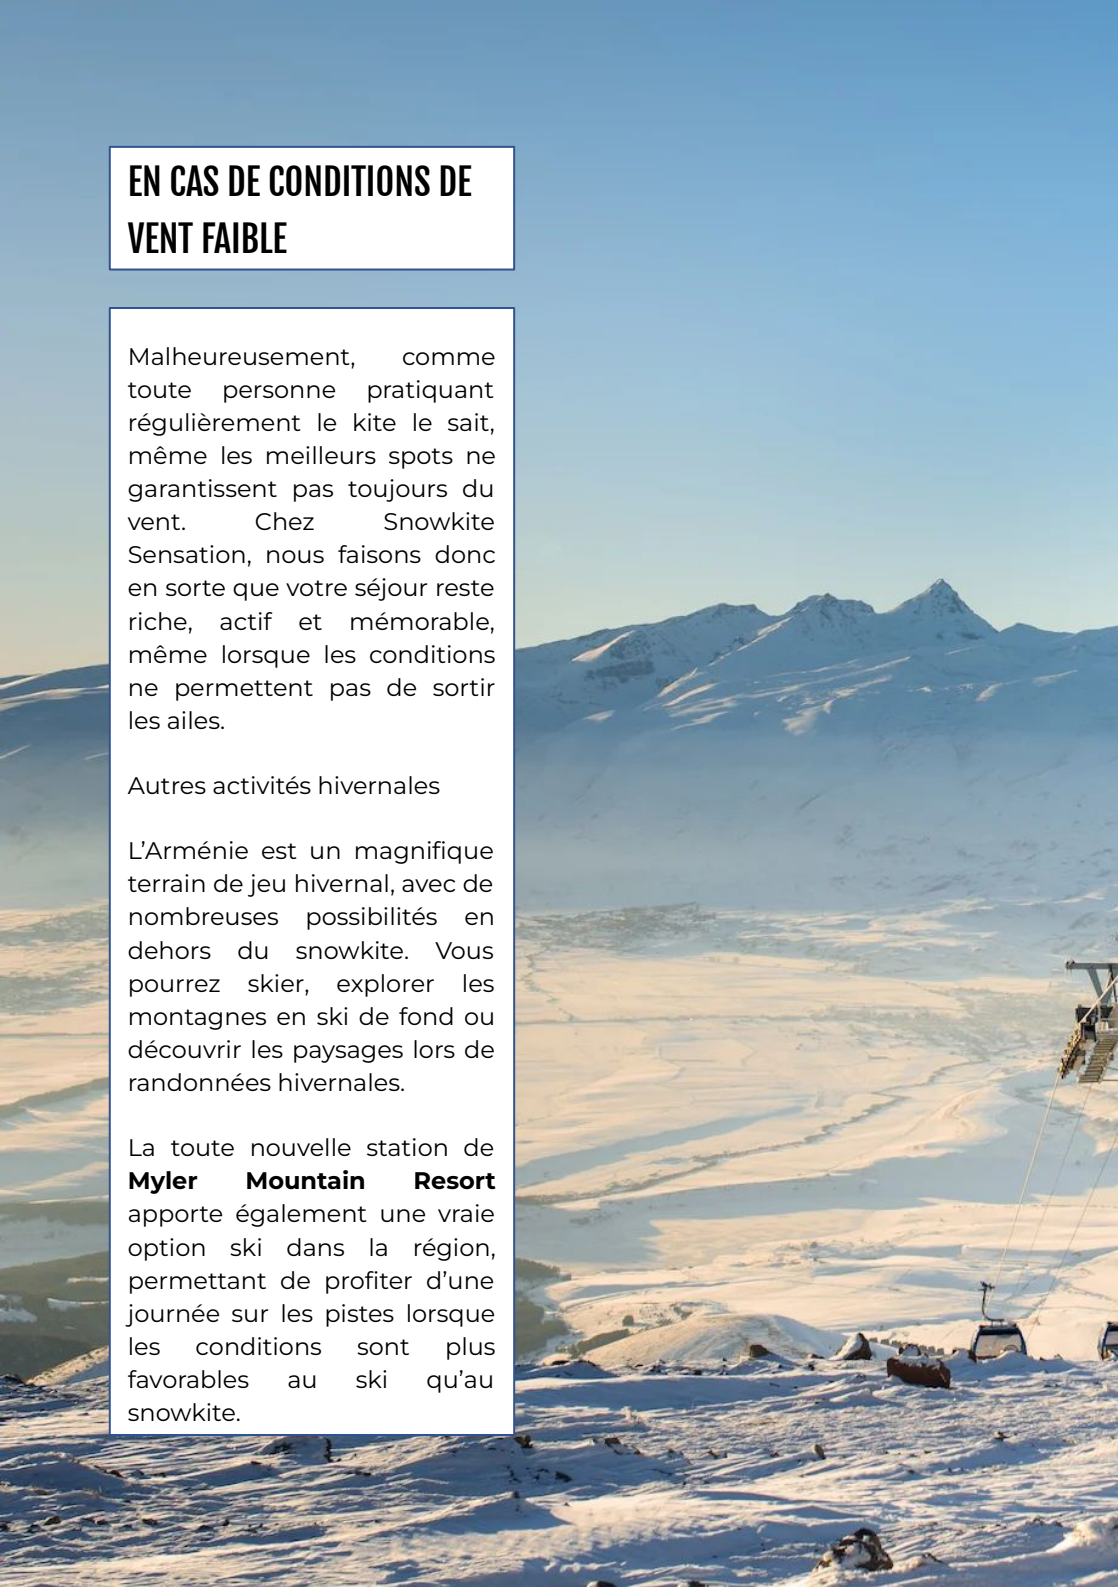 EN CAS DE CONDITIONS DE
VENT FAIBLE
Malheureusement, comme
toute personne pratiquant
régulièrement le kite le sait,
même les meilleurs spots ne
garantissent pas toujours du
vent. Chez Snowkite
Sensation, nous faisons donc
en sorte que votre séjour reste
riche, actif et mémorable,
même lorsque les conditions
ne permettent pas de sortir
les ailes.
Autres activités hivernales
L’Arménie est un magnifique
terrain de jeu hivernal, avec de
nombreuses possibilités en
dehors du snowkite. Vous
pourrez skier, explorer les
montagnes en ski de fond ou
découvrir les paysages lors de
randonnées hivernales.
La toute nouvelle station de
Myler Mountain Resort
apporte également une vraie
option ski dans la région,
permettant de profiter d’une
journée sur les pistes lorsque
les conditions sont plus
favorables au ski qu’au
snowkite.